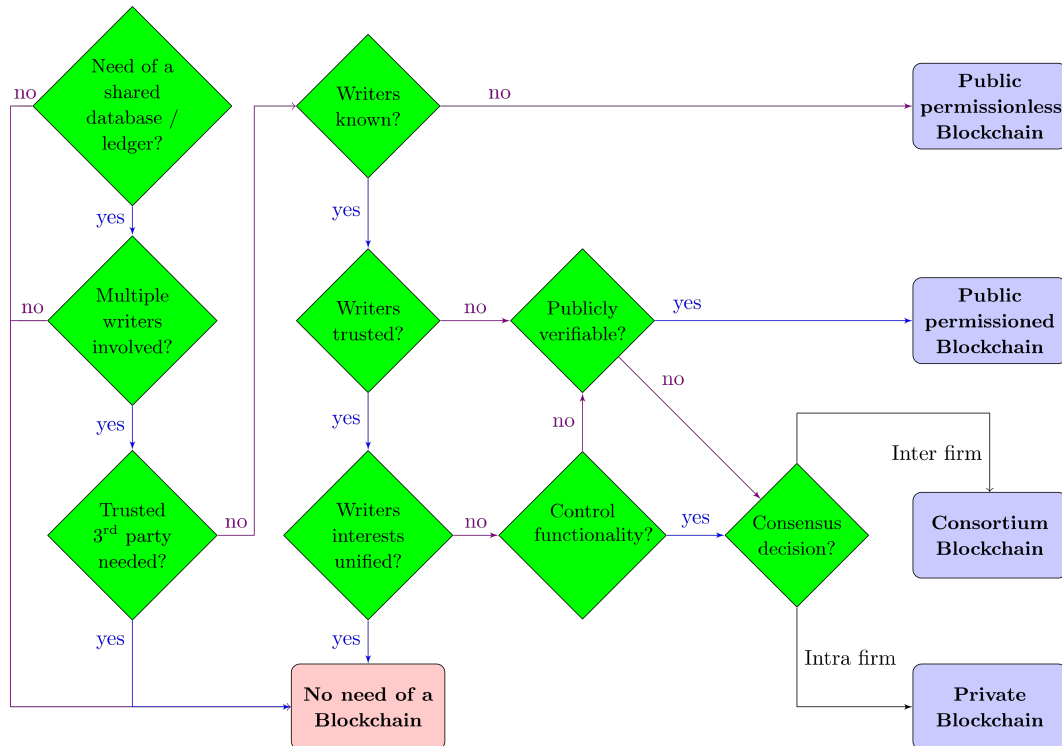 Need of a
shared
database /
ledger?
no
yes
Multiple
writers
involved?
no
yes
Trusted
3rd party
needed?
no
yes
Writers
known?
no
yes
Writers
trusted?
no
yes
Writers
interests
unified?
no
yes
No need of a
Blockchain
Publicly
verifiable?
yes
no
no
Control
functionality?
yes
Consensus
decision?
Inter firm
Intra firm
Public
permissionless
Blockchain
Public
permissioned
Blockchain
Consortium
Blockchain
Private
Blockchain